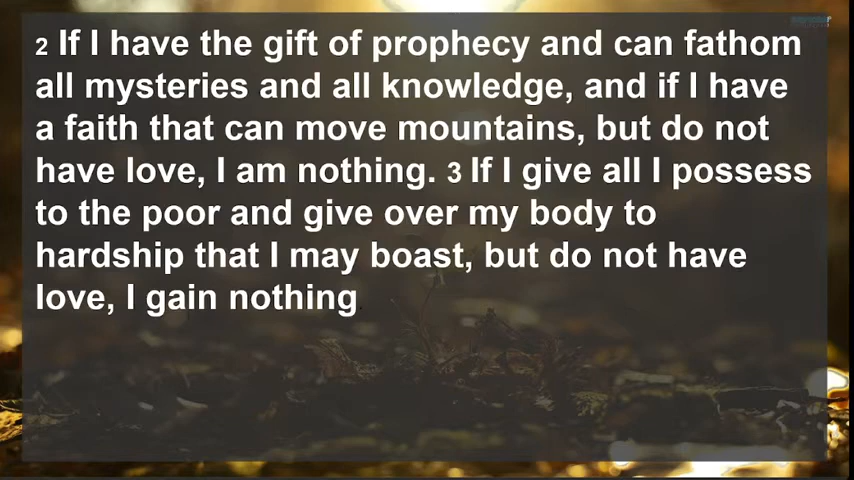 2 If I have the gift of prophecy and can fathom
all mysteries and all knowledge, and if I have
a faith that can move mountains, but do not
have love, I am nothing. 3 If I give all I possess
to the poor and give over my body to
hardship that I may boast, but do not have
love, I gain nothing